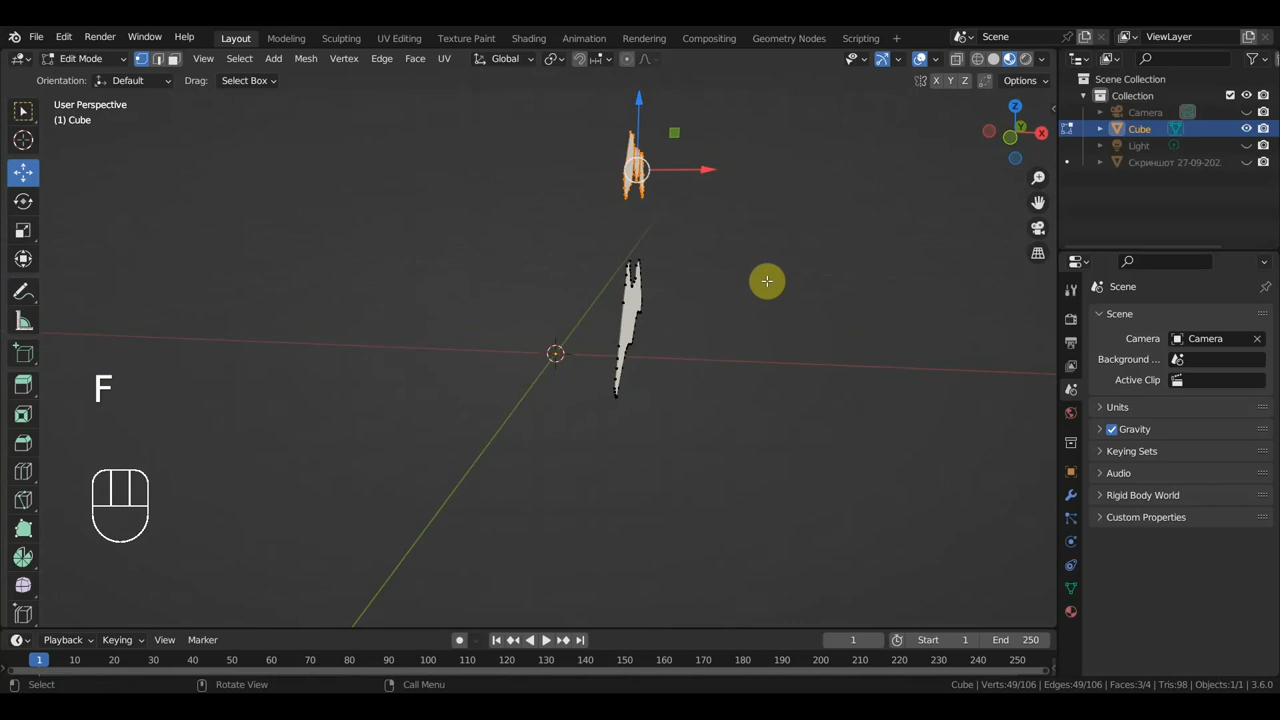 File Edit Render Window Help Layout Modeling Sculpting UV Editing Texture Paint Shading Animation Rendering Compositing Geometry Nodes Scripting + Scene ViewLayer
Edit Mode View Select Add Mesh Vertex Edge Face UV Global
Orientation: Default Drag: Select Box X Y Z Options
User Perspective
(1) Cube
Scene Collection
Collection
Camera
Cube
Light
Скриншот 27-09-202.
Z
Y
X
F
Scene
Scene
Camera Camera
Background ...
Active Clip
Units
Gravity
Keying Sets
Audio
Rigid Body World
Custom Properties
Playback Keying View Marker 1 Start 1 End 250
1 10 20 30 40 50 60 70 80 90 100 110 120 130 140 150 160 170 180 190 200 210 220 230 240 250
Select Rotate View Call Menu Cube | Verts:49/106 | Edges:49/106 | Faces:3/4 | Tris:98 | Objects:1/1 | 3.6.0